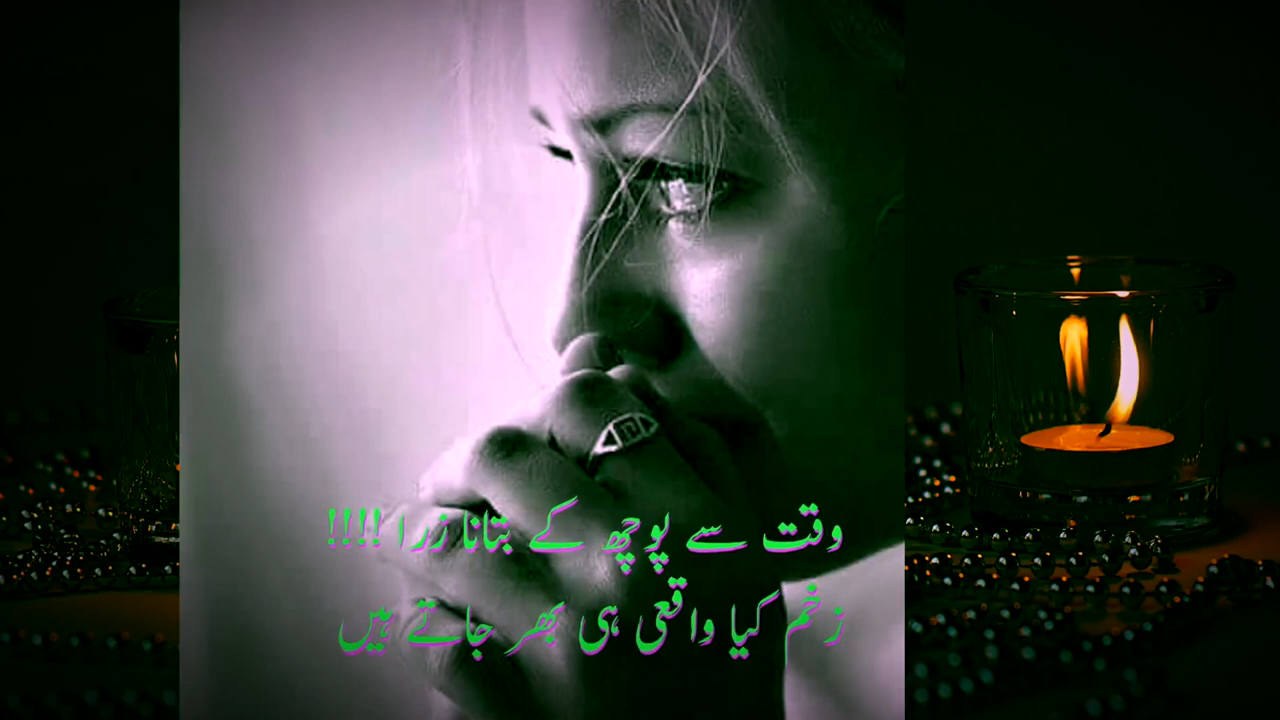 وقت سے پوچھ کے بتانا زرا !!!!
زخم کیا واقعی ہی بھر جاتے ہیں